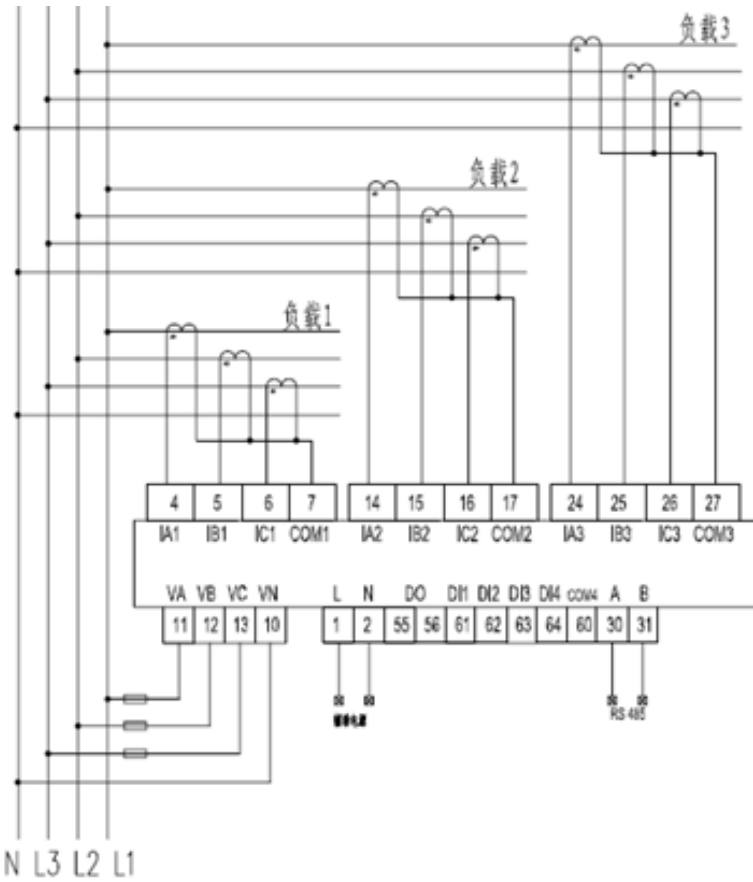 负载3
负载2
负载1
4 5 6 7 14 15 16 17 24 25 26 27
IA1 IB1 IC1 COM1 IA2 IB2 IC2 COM2 IA3 IB3 IC3 COM3
VA VB VC VN L N DO DI1 DI2 DI3 DI4 COM4 A B
11 12 13 10 1 2 55 56 61 62 63 64 60 30 31
RS 485
N L3 L2 L1